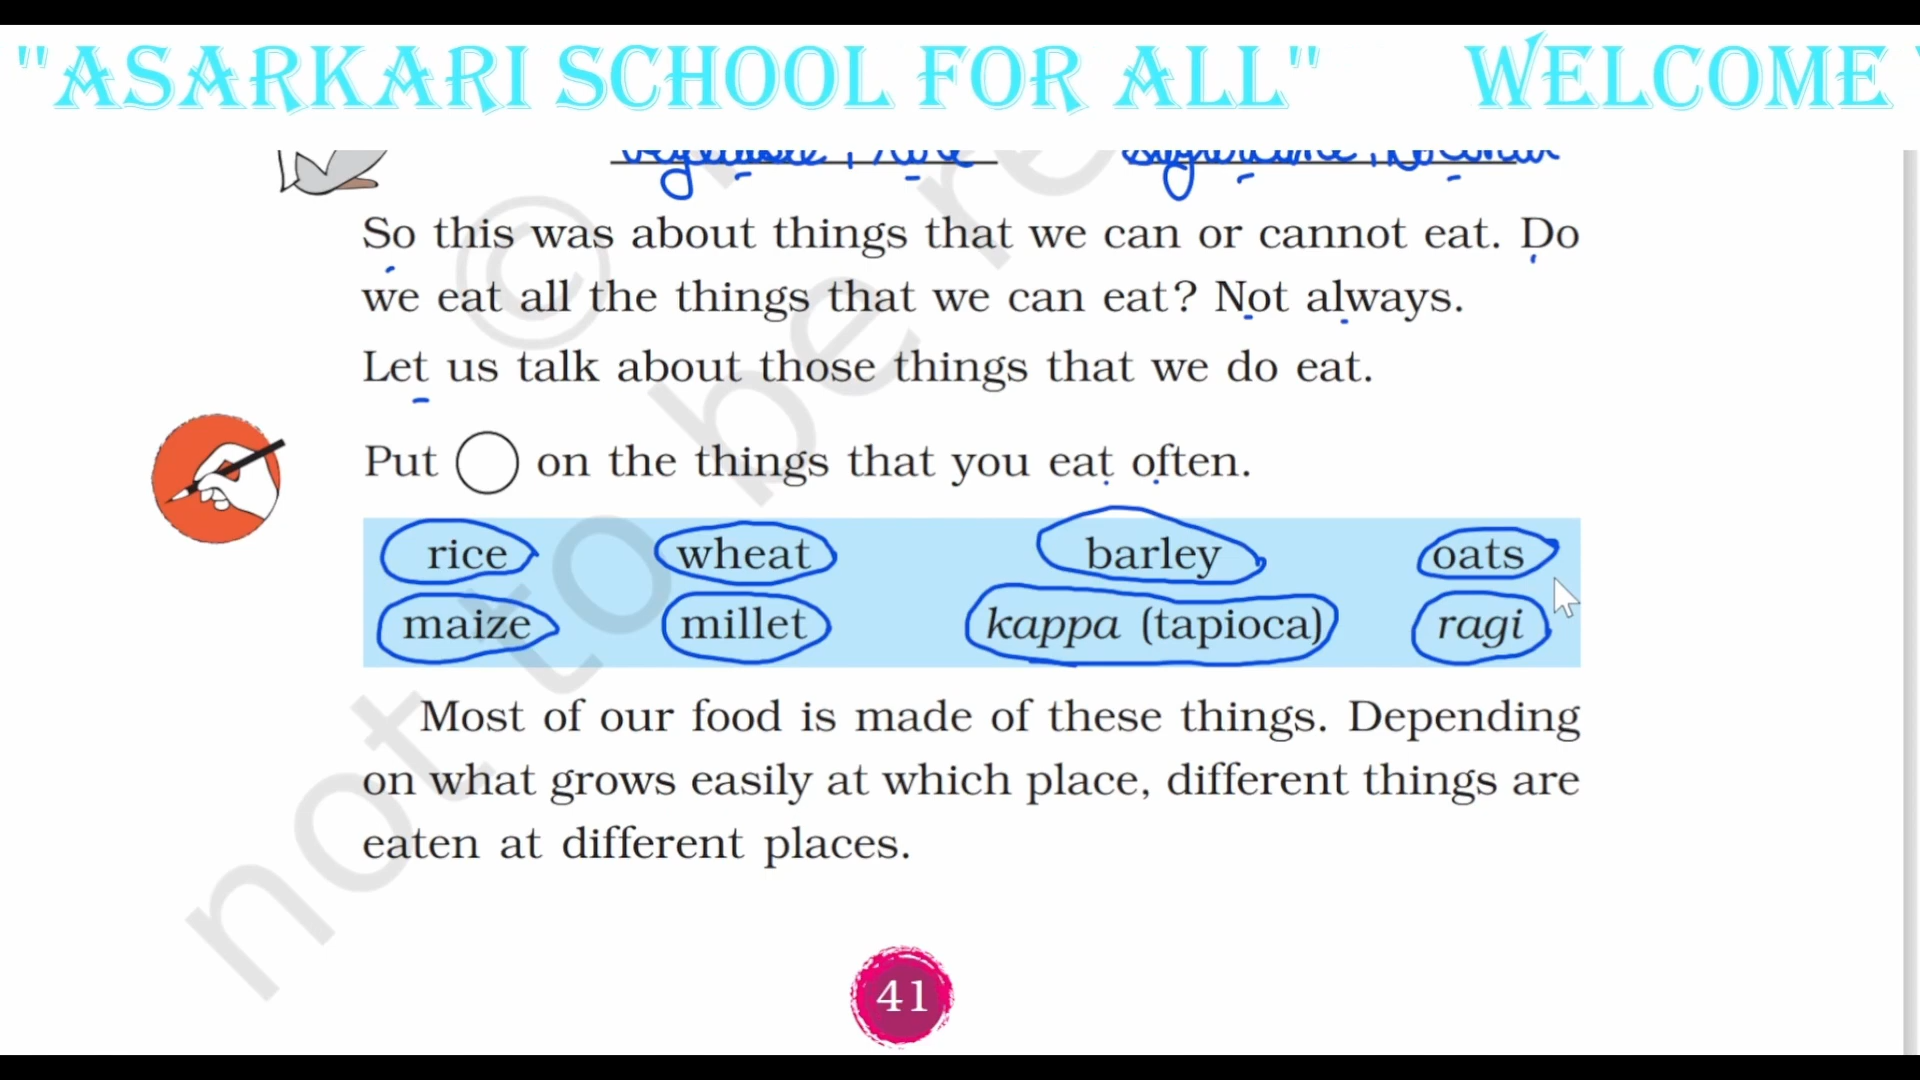 "ASARKARI SCHOOL FOR ALL" WELCOME
So this was about things that we can or cannot eat. Do
we eat all the things that we can eat? Not always.
Let us talk about those things that we do eat.
Put on the things that you eat often.
rice wheat barley oats
maize millet kappa (tapioca) ragi
Most of our food is made of these things. Depending
on what grows easily at which place, different things are
eaten at different places.
not to be re
©
41